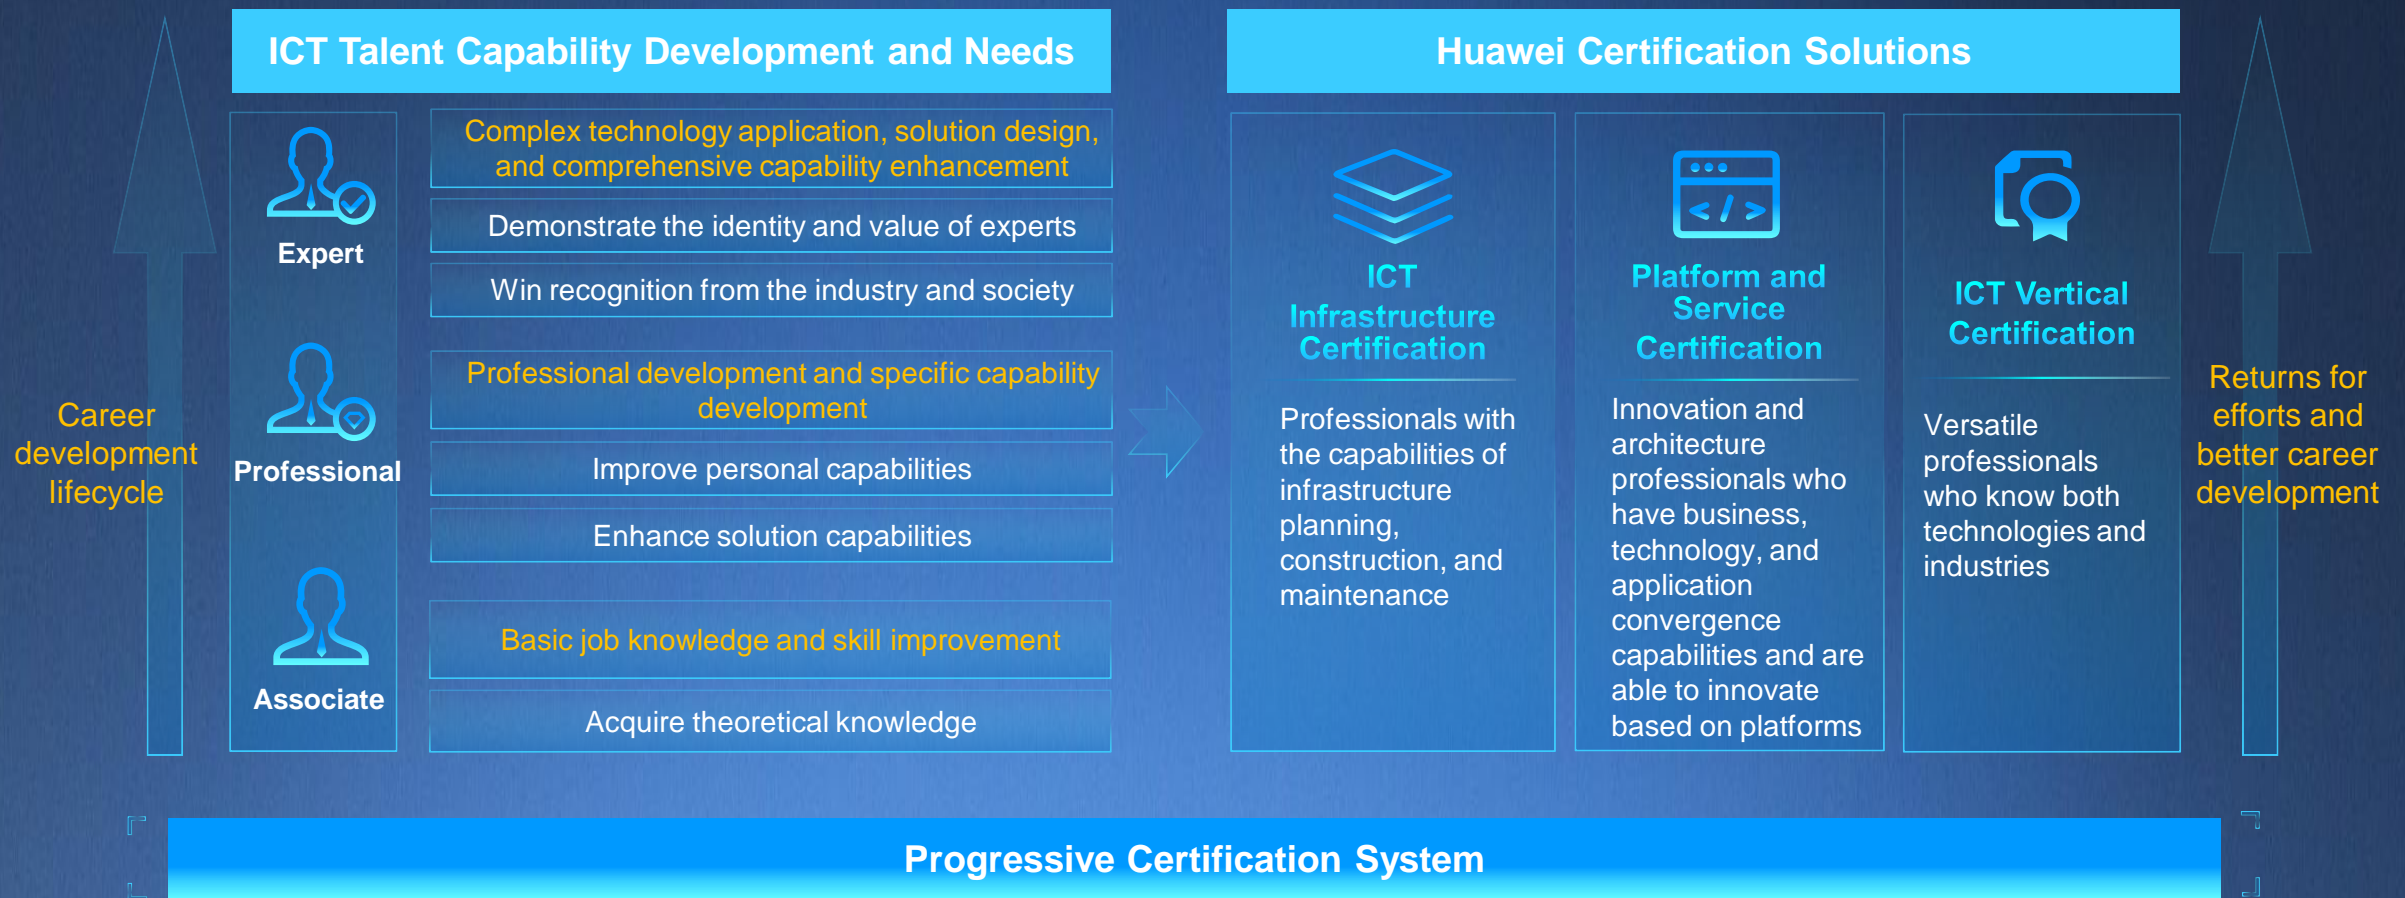 ICT Talent Capability Development and Needs
Huawei Certification Solutions
Career
development
lifecycle
Expert
Complex technology application, solution design,
and comprehensive capability enhancement
Demonstrate the identity and value of experts
Win recognition from the industry and society
Professional
Professional development and specific capability
development
Improve personal capabilities
Enhance solution capabilities
Associate
Basic job knowledge and skill improvement
Acquire theoretical knowledge
ICT
Infrastructure
Certification
Professionals with
the capabilities of
infrastructure
planning,
construction, and
maintenance
</>
Platform and
Service
Certification
Innovation and
architecture
professionals who
have business,
technology, and
application
convergence
capabilities and are
able to innovate
based on platforms
ICT Vertical
Certification
Versatile
professionals
who know both
technologies and
industries
Returns for
efforts and
better career
development
Progressive Certification System